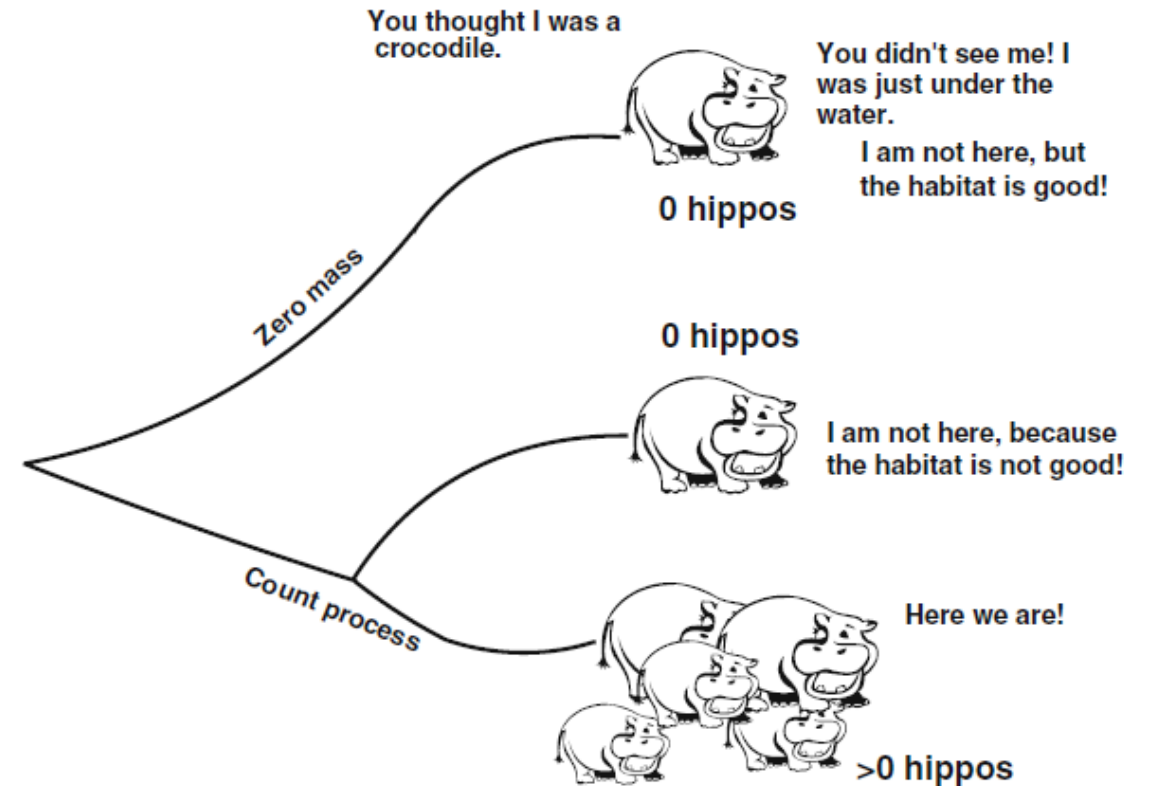 You thought I was a
crocodile.
You didn't see me! I
was just under the
water.
I am not here, but
the habitat is good!
0 hippos
Zero mass
0 hippos
I am not here, because
the habitat is not good!
Count process
Here we are!
>0 hippos